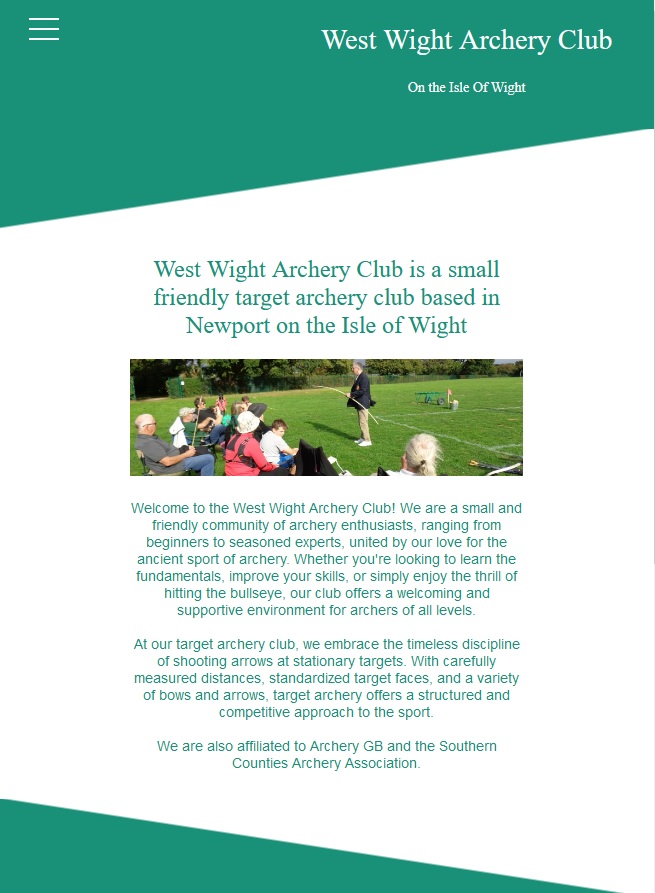 West Wight Archery Club
On the Isle Of Wight
West Wight Archery Club is a small
friendly target archery club based in
Newport on the Isle of Wight
Welcome to the West Wight Archery Club! We are a small and
friendly community of archery enthusiasts, ranging from
beginners to seasoned experts, united by our love for the
ancient sport of archery. Whether you're looking to learn the
fundamentals, improve your skills, or simply enjoy the thrill of
hitting the bullseye, our club offers a welcoming and
supportive environment for archers of all levels.
At our target archery club, we embrace the timeless discipline
of shooting arrows at stationary targets. With carefully
measured distances, standardized target faces, and a variety
of bows and arrows, target archery offers a structured and
competitive approach to the sport.
We are also affiliated to Archery GB and the Southern
Counties Archery Association.